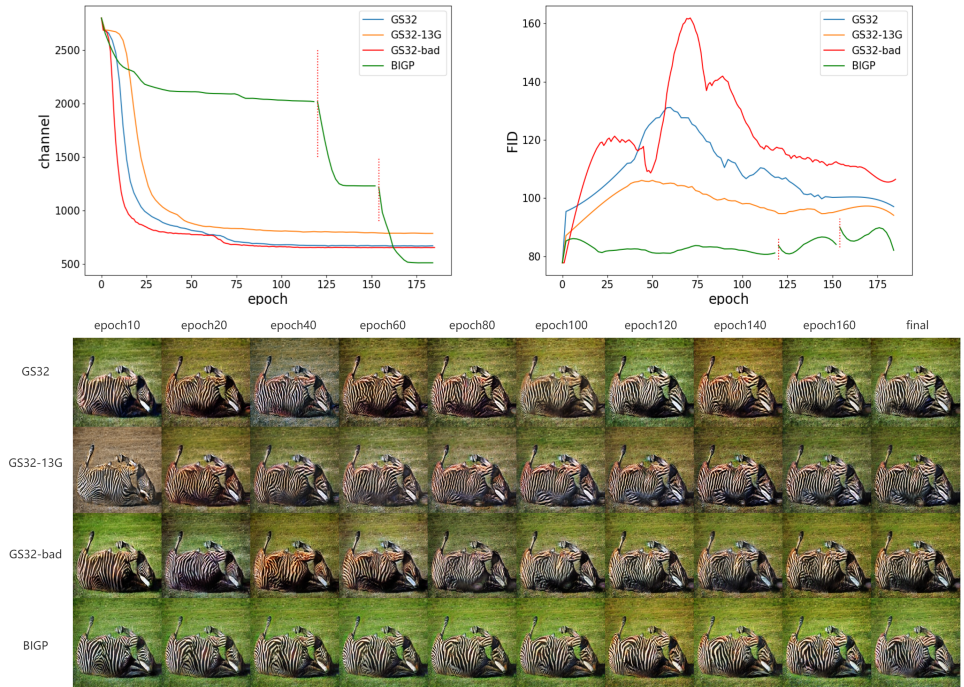 2500
2000
1500
1000
500
channel
0
25
50
75
100
125
150
175
epoch
GS32
GS32-13G
GS32-bad
BIGP
160
140
120
100
80
FID
0
25
50
75
100
125
150
175
epoch
GS32
GS32-13G
GS32-bad
BIGP
epoch10 epoch20 epoch40 epoch60 epoch80 epoch100 epoch120 epoch140 epoch160 final
GS32
GS32-13G
GS32-bad
BIGP